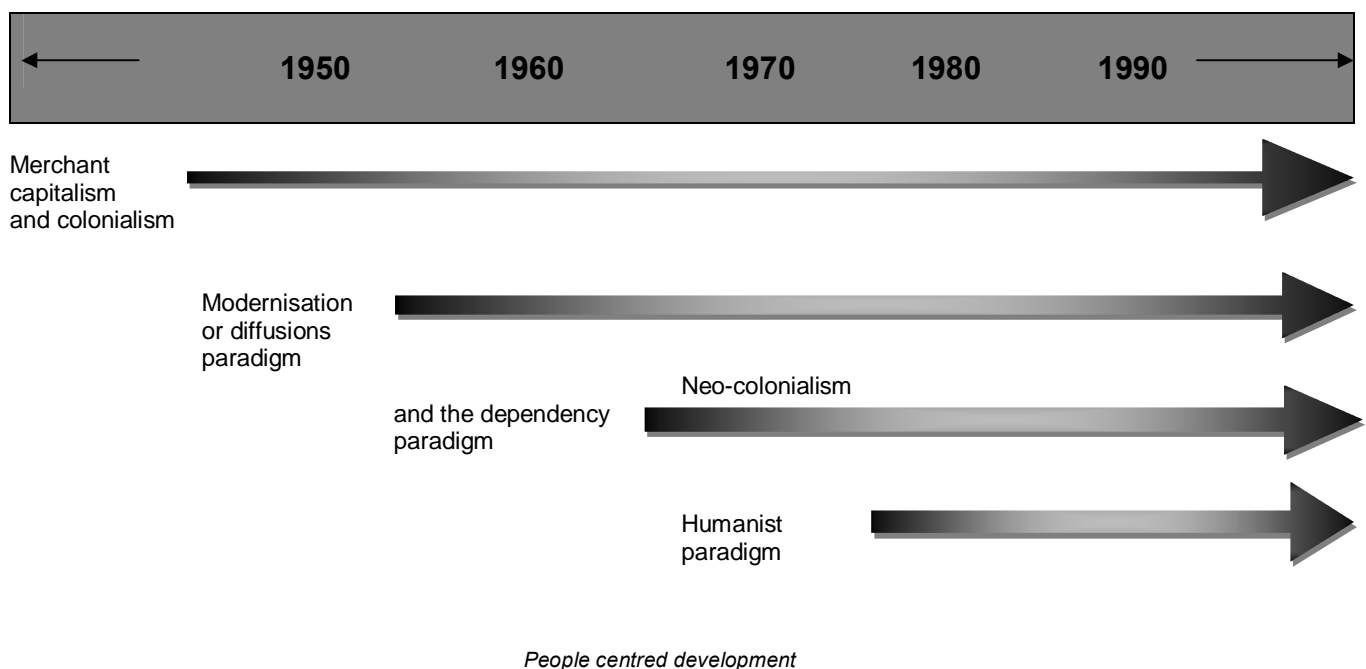 1950 1960 1970 1980 1990
Merchant
capitalism
and colonialism
Modernisation
or diffusions
paradigm
Neo-colonialism
and the dependency
paradigm
Humanist
paradigm
People centred development